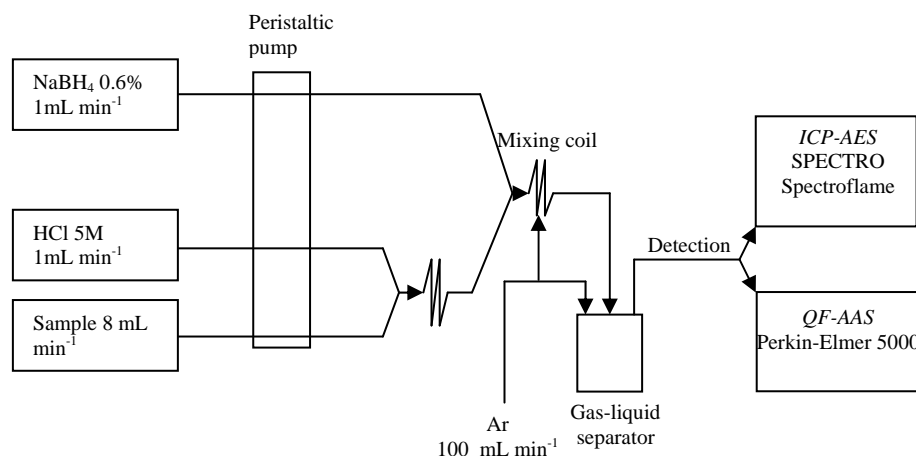 Peristaltic
pump
NaBH₄ 0.6%
1mL min⁻¹
Mixing coil
ICP-AES
SPECTRO
Spectroflame
HCl 5M
1mL min⁻¹
Detection
Sample 8 mL
min⁻¹
QF-AAS
Perkin-Elmer 5000
Ar
100 mL min⁻¹
Gas-liquid
separator